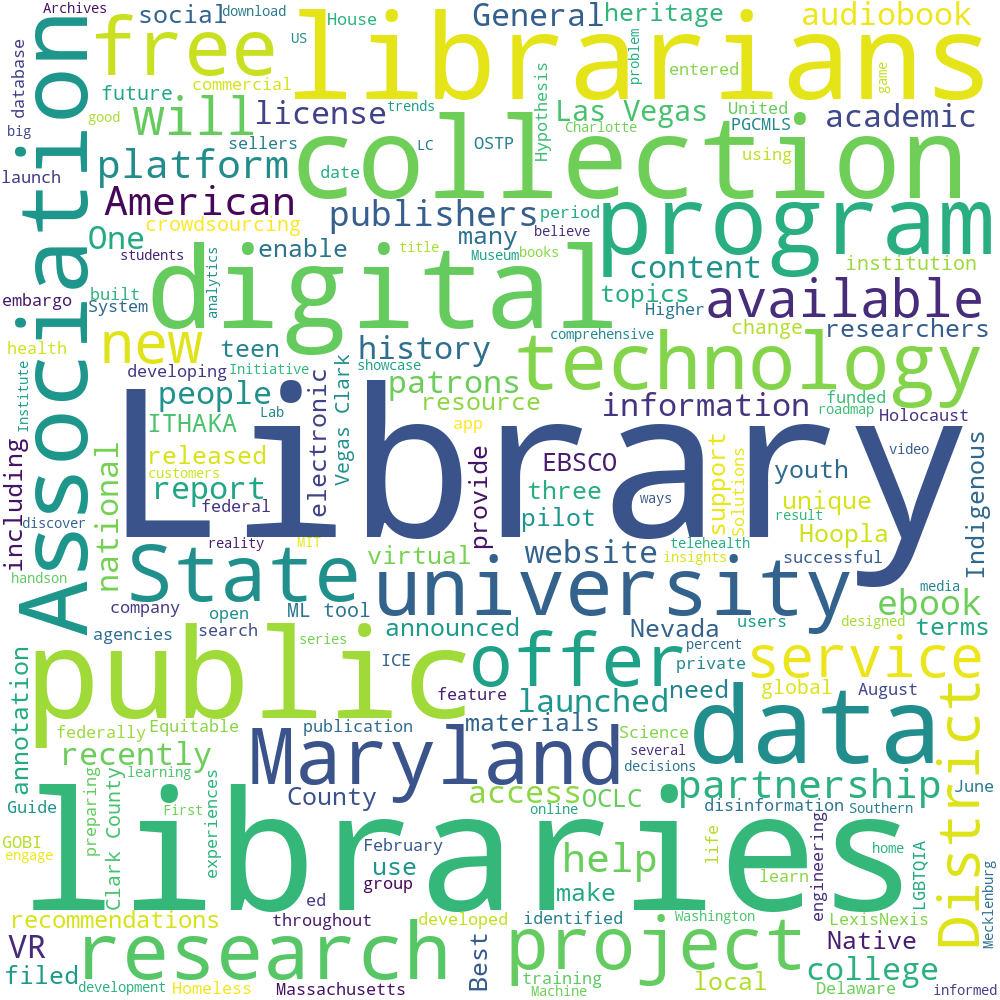 Archives
social
download
House
General
heritage
audiobook
free
US
librarians
problem
entered
game
Association
database
big
launch
future
commercial
good
will
license
trends
sellers
LC
OSTP
Hypothesis
Las Vegas
Charlotte
United
PGCMLS
academic
using
platform
date
collection
American
crowdsourcing
One
students
publishers
many
period
believe
program
enable
title
Museum
books
content
institution
embargo
built
System
analytics
digital
topics
Higher
available
health
new
teen
history
comprehensive
change
researchers
Institute
developing
Initiative
showcase
technology
people
electronic
Vegas Clark
patrons
resource
funded
roadmap
Holocaust
ITHAKA
Lab
app
information
including
national
released
customers
report
federal
Library
provide
EBSCO
three
pilot
ways
support
Solutions
youth
unique
video
Hoopla
result
Indigenous
discover
reality
MIT
virtual
website
telehealth
insights
successful
handson
State
university
media
ebook
company
open
ML tool
announced
Nevada
users
designed
terms
agencies
search
series
percent
public
ICE
offer
private
service
annotation
feature
launched
need
global
August
District
federally
Equitable
publication
materials
Science
several
decisions
data
recently
Maryland
learning
preparing
Clark County
First
experiences
County
access
OCLC
online
partnership
disinformation
Southern
June
Guide
GOBI
engage
libraries
February
use
group
help
make
life
learn
engineering
home
LGBTQIA
Mecklenburg
recommendations
ed
throughout
developed
identified
Washington
LexisNexis
VR
filed
research
Best
project
Native
college
development
Homeless
Massachusetts
training
Machine
local
Delaware
informed